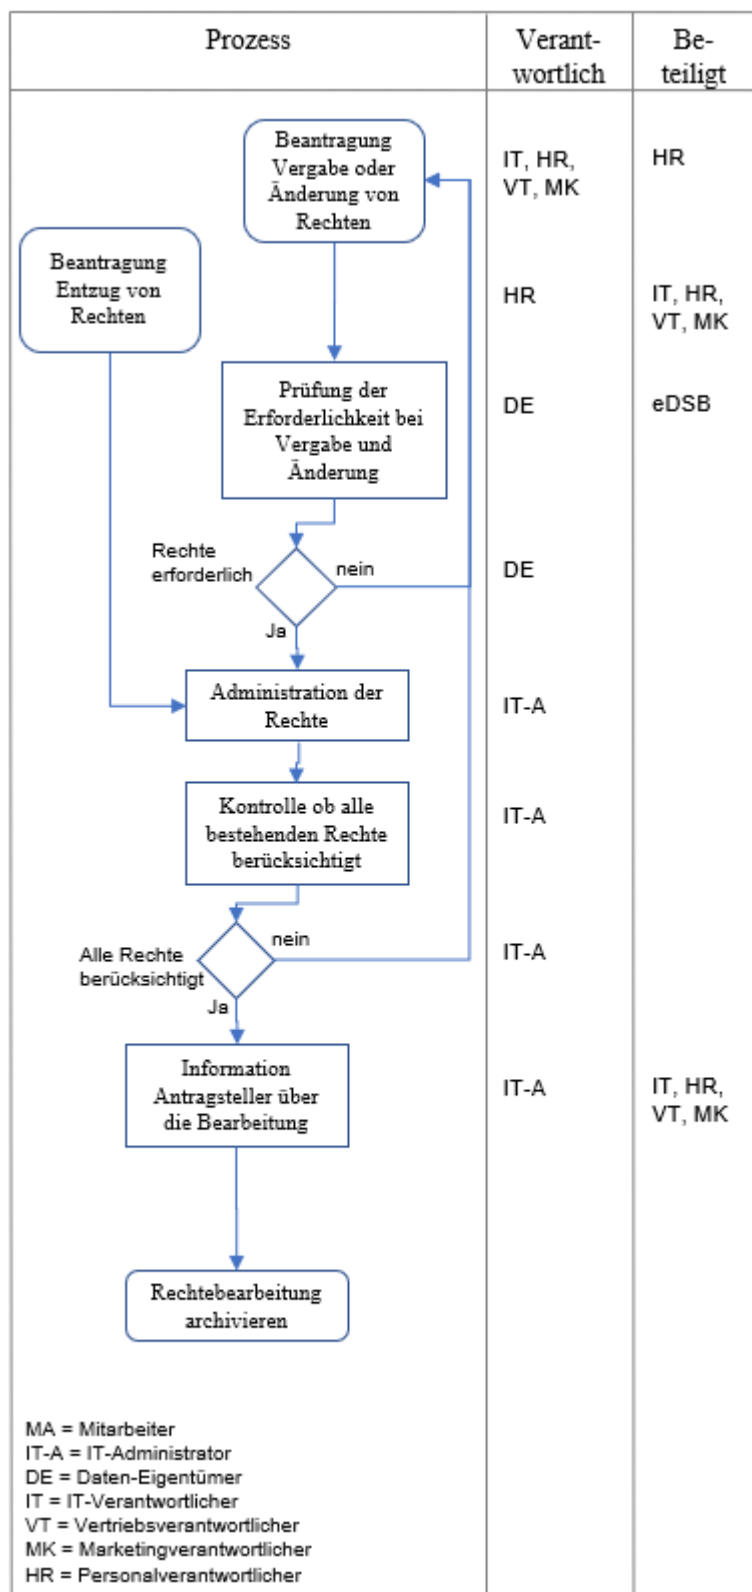 Prozess
Verant-
wortlich
Be-
teiligt
Beantragung
Vergabe oder
Änderung von
Rechten
IT, HR,
VT, MK
HR
Beantragung
Entzug von
Rechten
HR
IT, HR,
VT, MK
Prüfung der
Erforderlichkeit bei
Vergabe und
Änderung
DE
eDSB
Rechte
erforderlich
nein
DE
Ja
Administration der
Rechte
IT-A
Kontrolle ob alle
bestehenden Rechte
berücksichtigt
IT-A
Alle Rechte
berücksichtigt
nein
IT-A
Ja
Information
Antragsteller über
die Bearbeitung
IT-A
IT, HR,
VT, MK
Rechtebearbeitung
archivieren
MA = Mitarbeiter
IT-A = IT-Administrator
DE = Daten-Eigentümer
IT = IT-Verantwortlicher
VT = Vertriebsverantwortlicher
MK = Marketingverantwortlicher
HR = Personalverantwortlicher